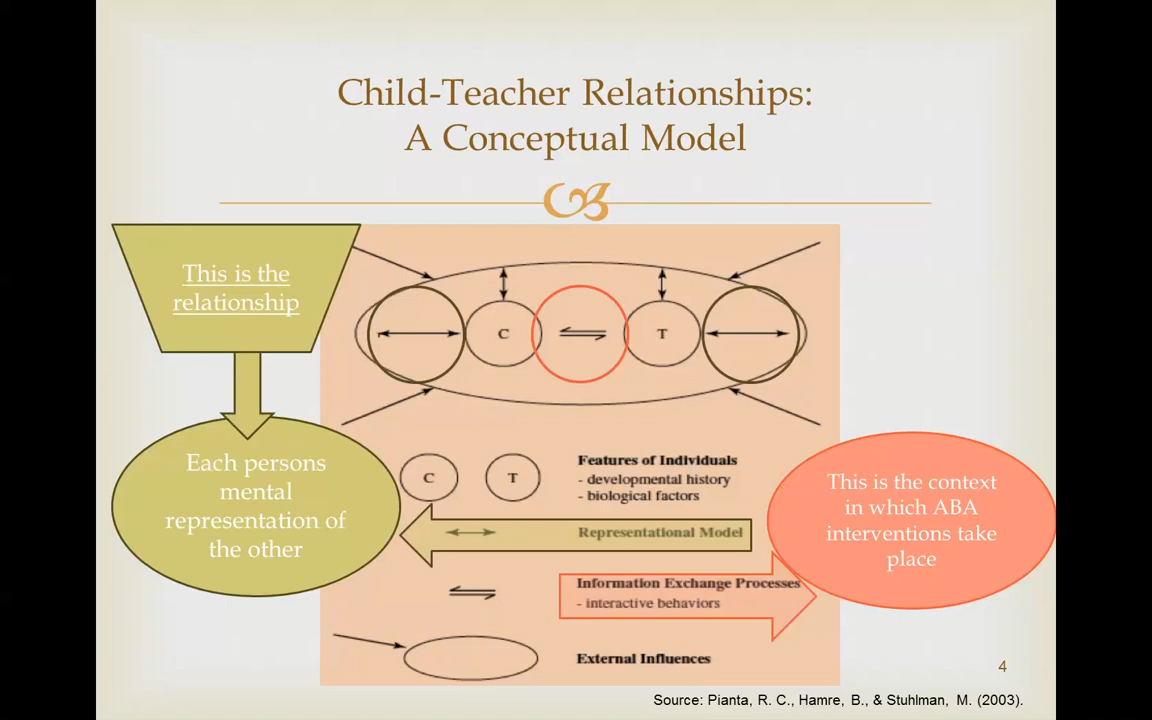 Child-Teacher Relationships:
A Conceptual Model
This is the
relationship
C
T
Each persons
mental
representation of
the other
C
T
Features of Individuals
- developmental history
- biological factors
Representational Model
Information Exchange Processes
- interactive behaviors
External Influences
This is the context
in which ABA
interventions take
place
4
Source: Pianta, R. C., Hamre, B., & Stuhlman, M. (2003).